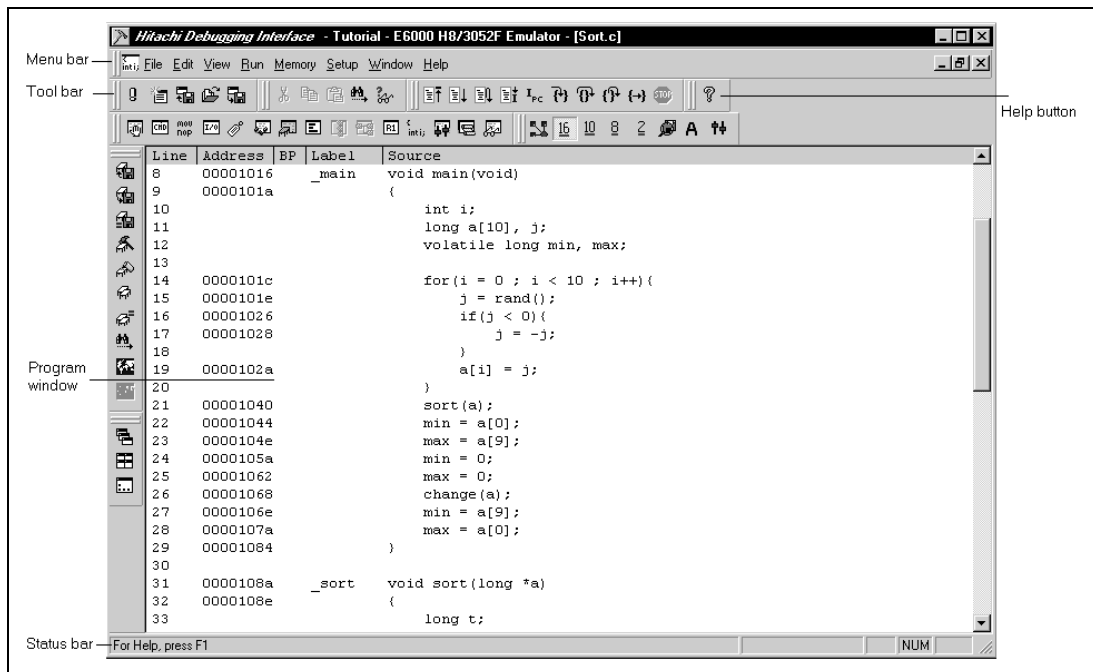 Hitachi Debugging Interface - Tutorial - E6000 H8/3052F Emulator - [Sort.c]
Menu bar
File Edit View Run Memory Setup Window Help
Tool bar
Help button
16 10 8 2 A
Line Address BP Label Source
8 00001016 _main void main(void)
9 0000101a {
10 int i;
11 long a[10], j;
12 volatile long min, max;
13
14 0000101c for(i = 0 ; i < 10 ; i++){
15 0000101e j = rand();
16 00001026 if(j < 0){
17 00001028 j = -j;
18 }
19 0000102a a[i] = j;
20 }
21 00001040 sort(a);
22 00001044 min = a[0];
23 0000104e max = a[9];
24 0000105a min = 0;
25 00001062 max = 0;
26 00001068 change(a);
27 0000106e min = a[9];
28 0000107a max = a[0];
29 00001084 }
30
31 0000108a _sort void sort(long *a)
32 0000108e {
33 long t;
Program
window
Status bar
For Help, press F1
NUM